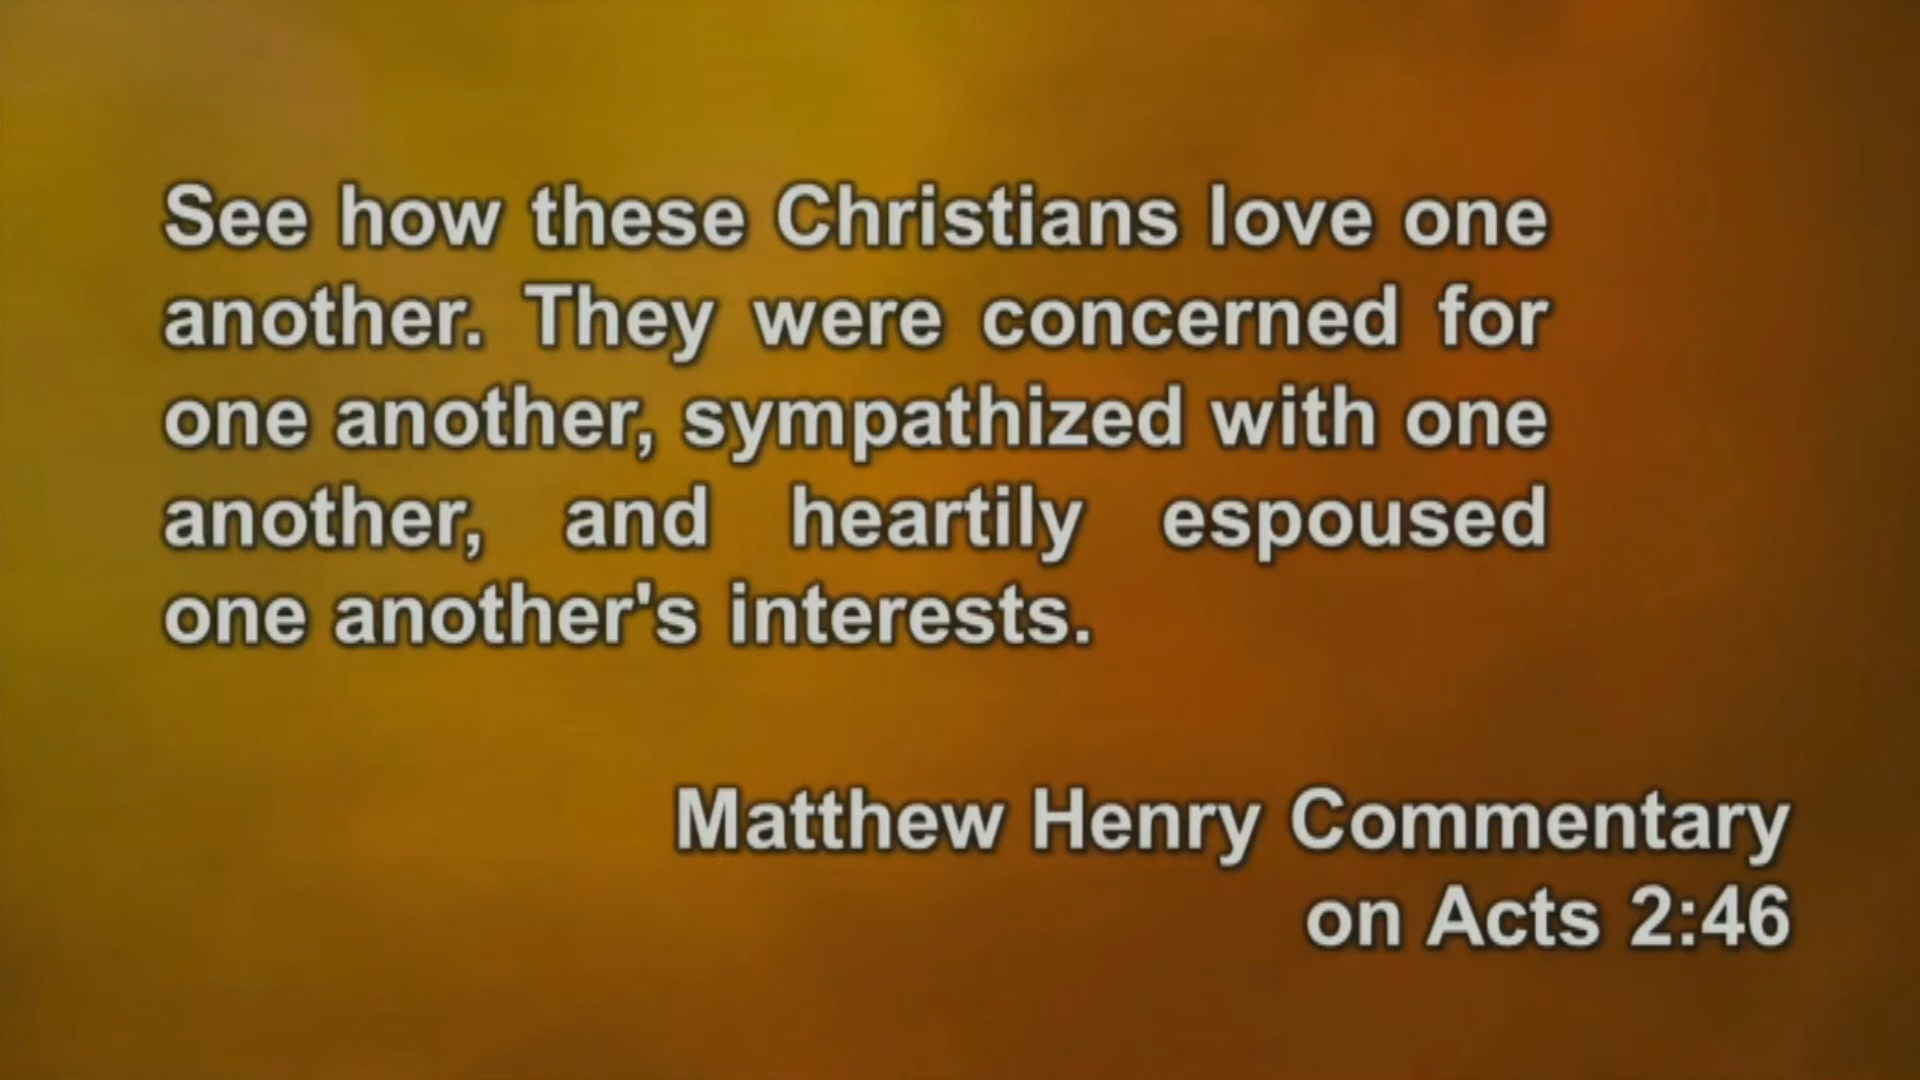 See how these Christians love one
another. They were concerned for
one another, sympathized with one
another, and heartily espoused
one another's interests.
Matthew Henry Commentary
on Acts 2:46